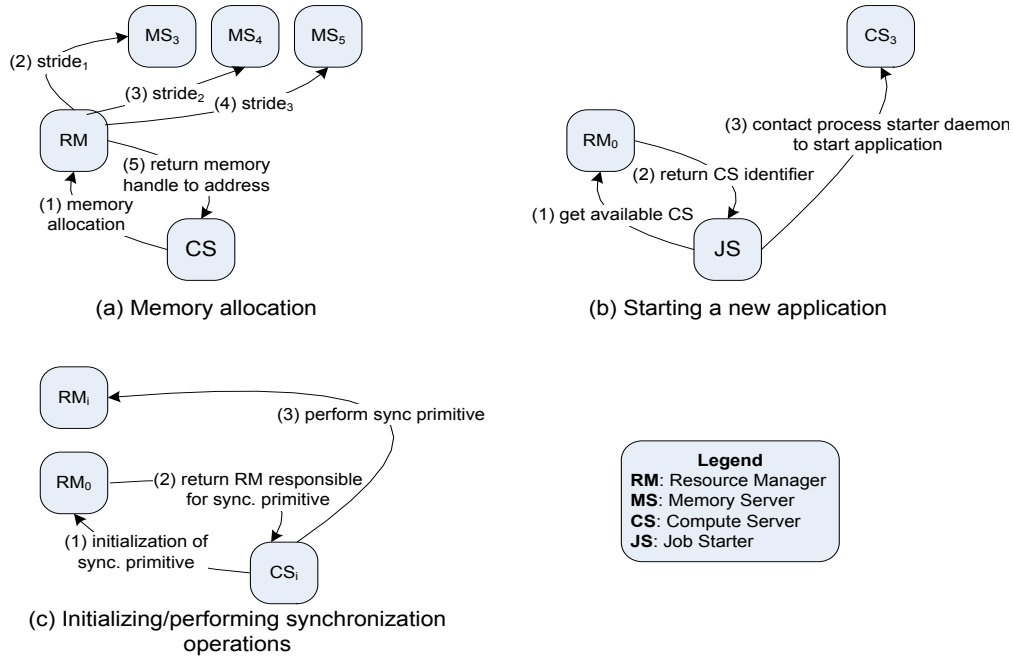 MS₃
MS₄
MS₅
(2) stride₁
(3) stride₂
(4) stride₃
RM
(5) return memory
handle to address
(1) memory
allocation
CS
(a) Memory allocation
CS₃
RM₀
(3) contact process starter daemon
to start application
(2) return CS identifier
(1) get available CS
JS
(b) Starting a new application
RMᵢ
(3) perform sync primitive
RM₀
(2) return RM responsible
for sync. primitive
(1) initialization of
sync. primitive
CSᵢ
(c) Initializing/performing synchronization
operations
Legend
RM: Resource Manager
MS: Memory Server
CS: Compute Server
JS: Job Starter